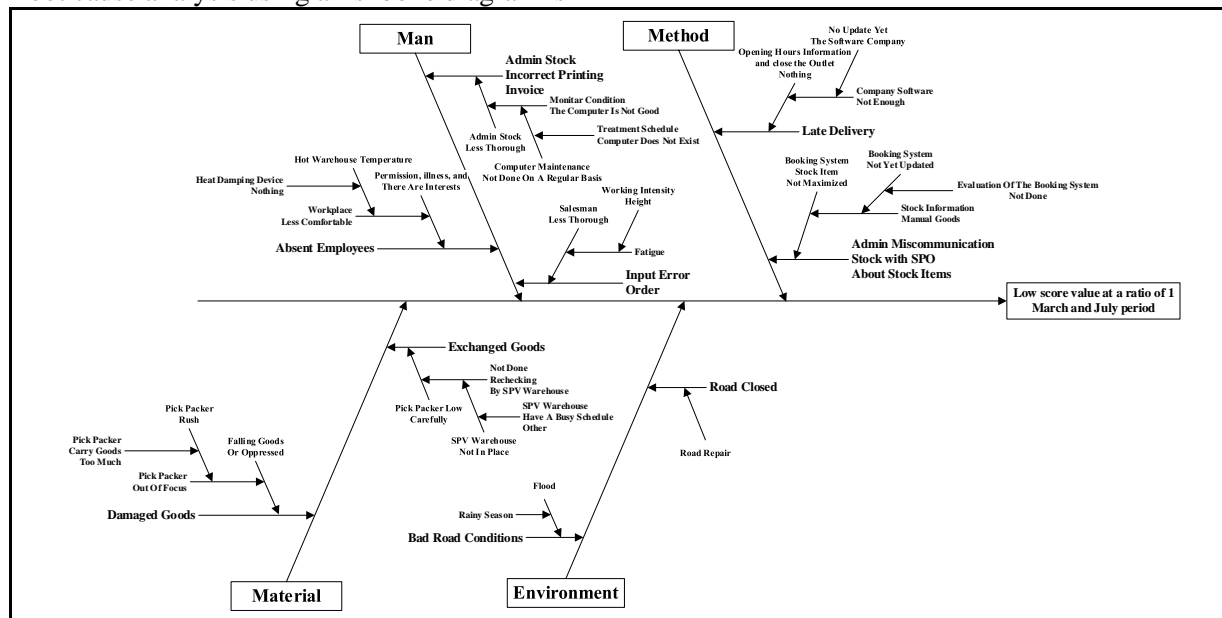 Man
Method
Admin Stock
Incorrect Printing
Invoice
Monitar Condition
The Computer Is Not Good
Admin Stock
Less Thorough
Treatment Schedule
Computer Does Not Exist
Computer Maintenance
Not Done On A Regular Basis
Hot Warehouse Temperature
Heat Damping Device
Nothing
Permission, illness, and
There Are Interests
Workplace
Less Comfortable
Absent Employees
Working Intensity
Height
Salesman
Less Thorough
Fatigue
Input Error
Order
No Update Yet
The Software Company
Opening Hours Information
and close the Outlet
Nothing
Company Software
Not Enough
Late Delivery
Booking System
Stock Item
Not Maximized
Booking System
Not Yet Updated
Evaluation Of The Booking System
Not Done
Stock Information
Manual Goods
Admin Miscommunication
Stock with SPO
About Stock Items
Low score value at a ratio of 1
March and July period
Exchanged Goods
Not Done
Rechecking
By SPV Warehouse
Pick Packer Low
Carefully
SPV Warehouse
Have A Busy Schedule
Other
SPV Warehouse
Not In Place
Pick Packer
Rush
Pick Packer
Carry Goods
Too Much
Falling Goods
Or Oppressed
Pick Packer
Out Of Focus
Damaged Goods
Road Closed
Road Repair
Flood
Rainy Season
Bad Road Conditions
Material
Environment